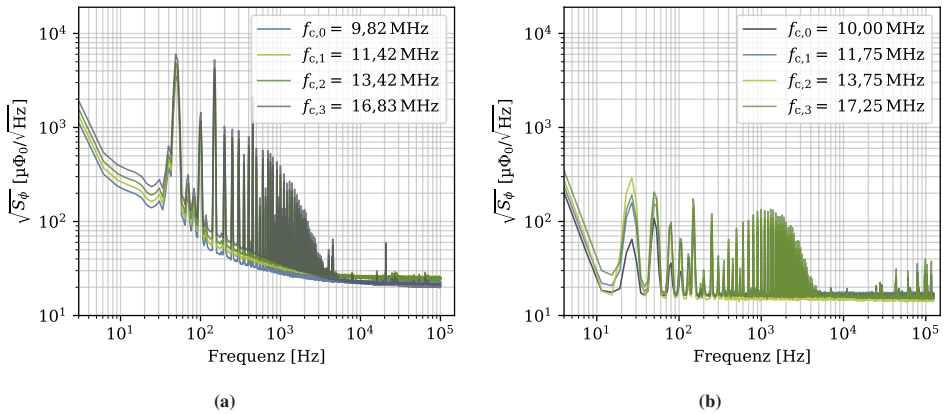 f_c,0 = 9,82 MHz
f_c,1 = 11,42 MHz
f_c,2 = 13,42 MHz
f_c,3 = 16,83 MHz
10^4
10^3
10^2
10^1
√S_ϕ [µΦ_0/√Hz]
10^1 10^2 10^3 10^4 10^5
Frequenz [Hz]
(a)
f_c,0 = 10,00 MHz
f_c,1 = 11,75 MHz
f_c,2 = 13,75 MHz
f_c,3 = 17,25 MHz
10^4
10^3
10^2
10^1
√S_ϕ [µΦ_0/√Hz]
10^1 10^2 10^3 10^4 10^5
Frequenz [Hz]
(b)